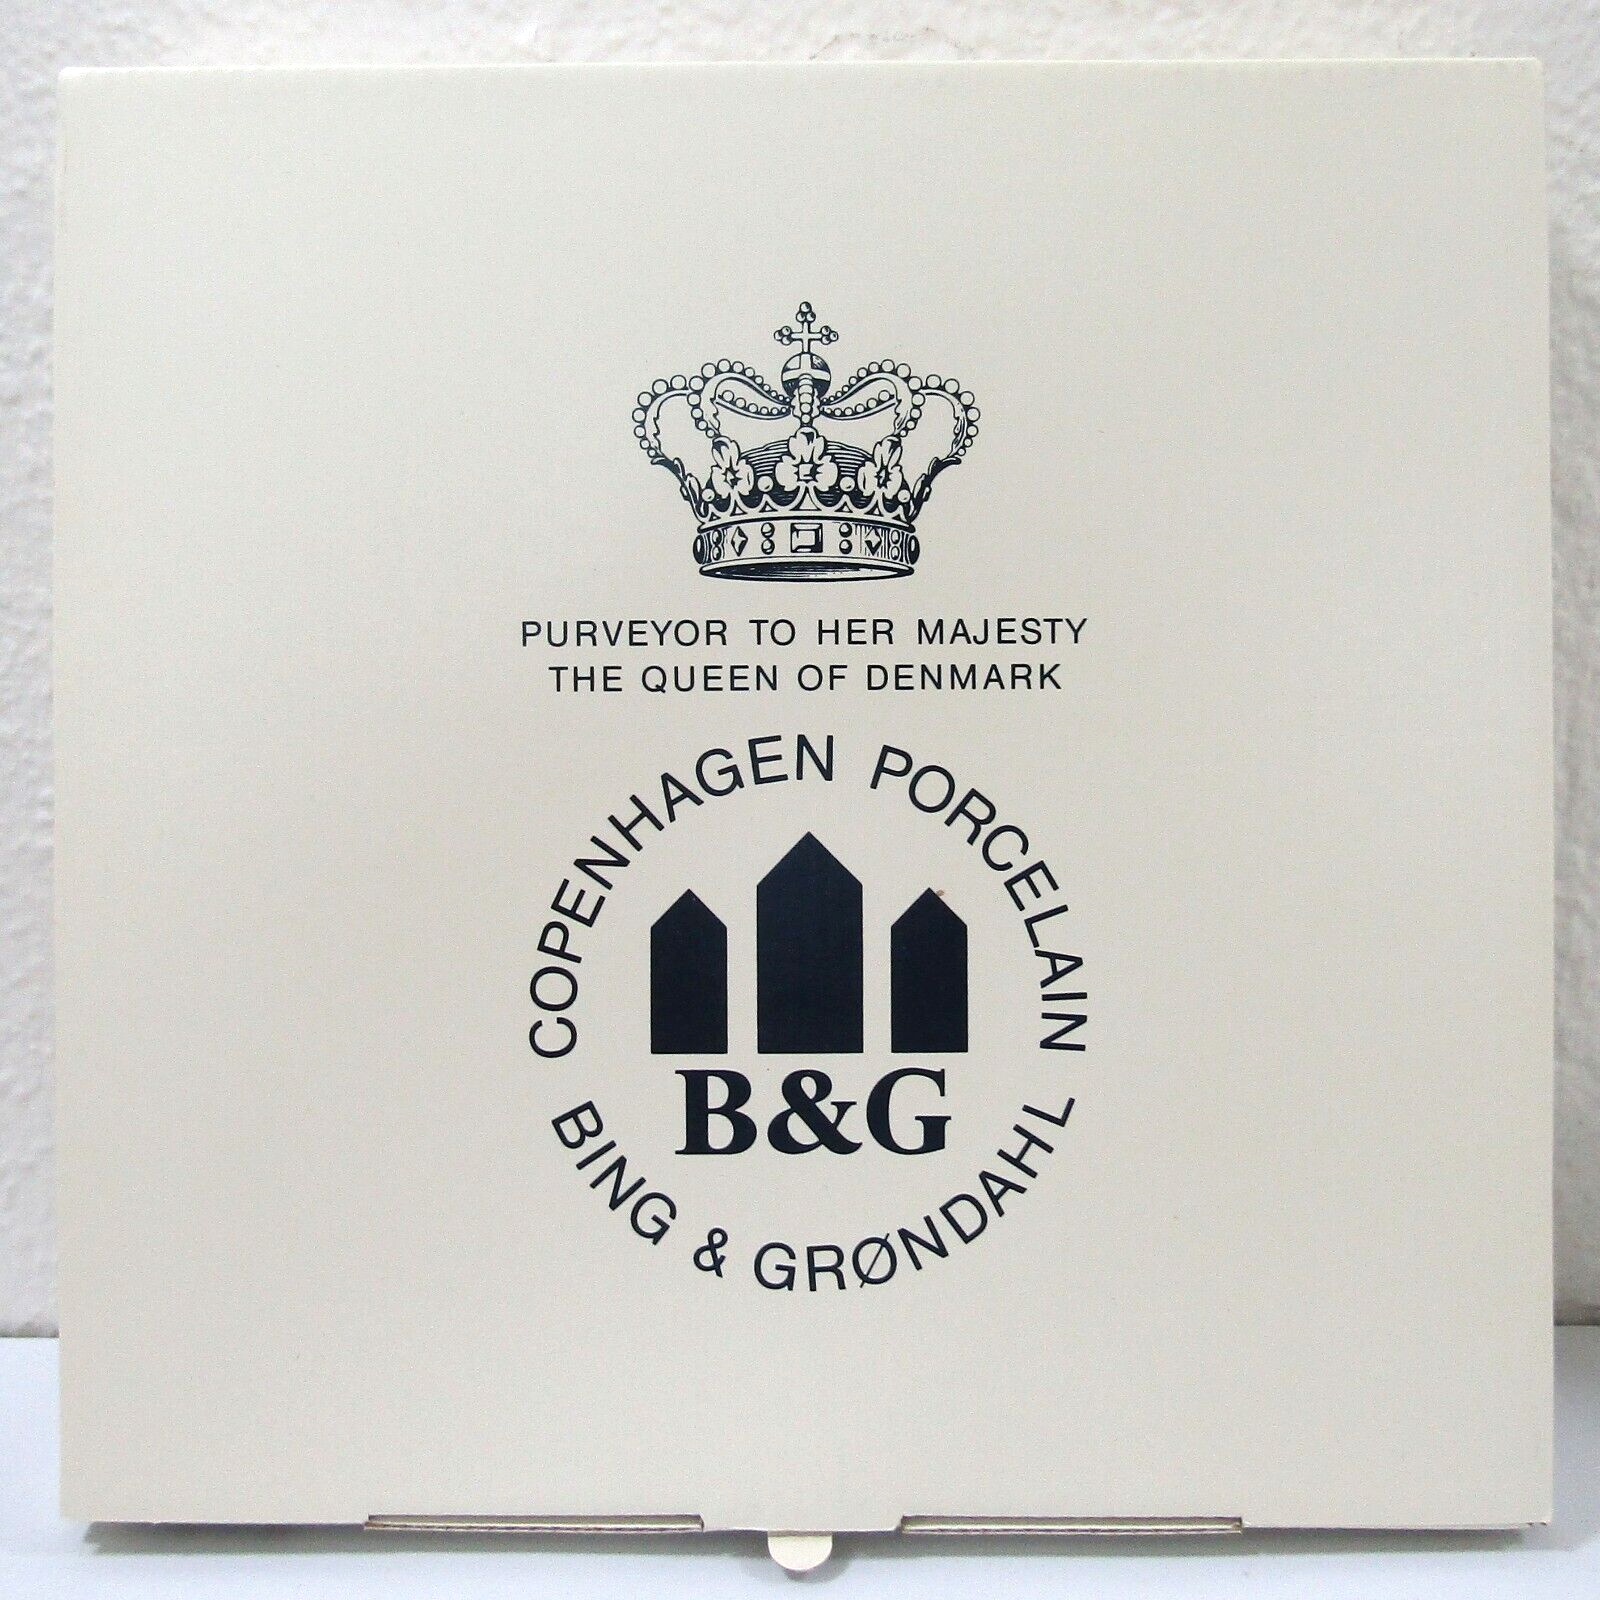 PURVEYOR TO HER MAJESTY
THE QUEEN OF DENMARK
COPENHAGEN PORCELAIN
B&G
BING & GRØNDAHL